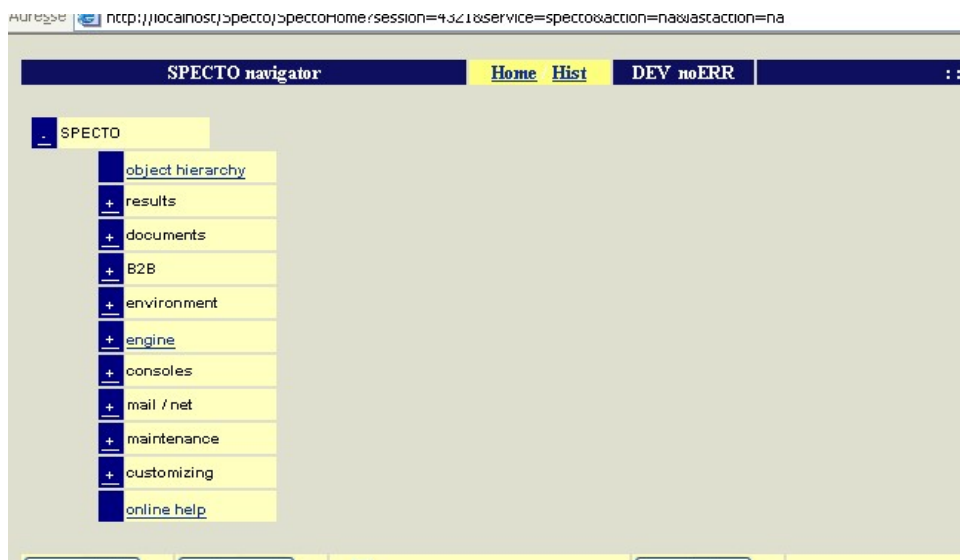 Adresse http://localhost/Specto/SpectoHome?session=4321&service=specto&action=na&lastaction=na
SPECTO navigator Home Hist DEV noERR : :
- SPECTO
object hierarchy
+ results
+ documents
+ B2B
+ environment
+ engine
+ consoles
+ mail / net
+ maintenance
+ customizing
online help